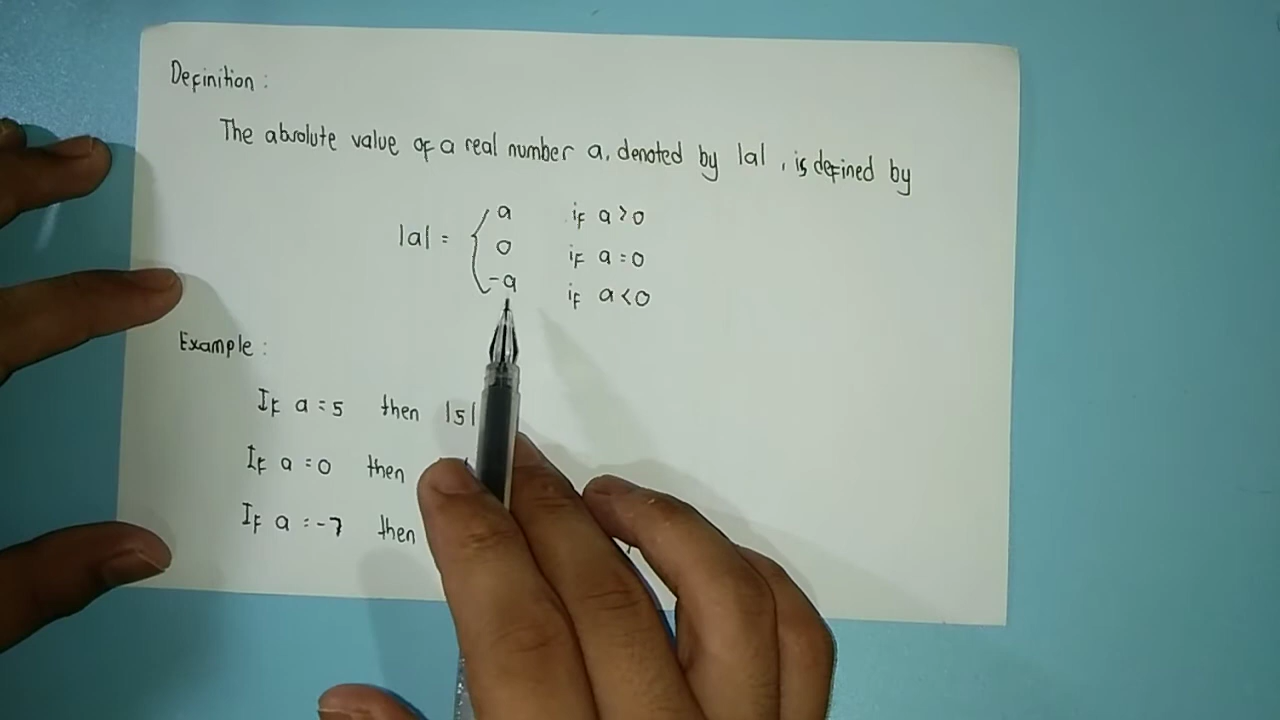 Definition :
The absolute value of a real number a, denoted by |a| , is defined by
|a| = { a if a > 0
0 if a = 0
-a if a < 0
Example :
If a = 5 then |5|
If a = 0 then
If a = -7 then